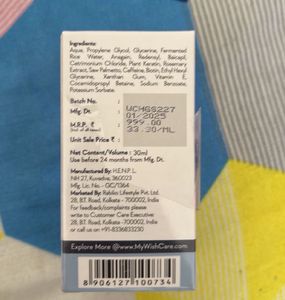 Ingredients:
Aqua, Propylene Glycol, Glycerine, Fermented
Rice Water, Anagain, Redensyl, Baicapil,
Cetrimonium Chloride, Plant Keratin, Rosemary
Extract, Saw Palmetto, Caffeine, Biotin, Ethyl Hexyl
Glycerine, Xanthan Gum, Vitamin E,
Cocamidopropyl Betaine, Sodium Benzoate,
Potassium Sorbate.
Batch No. : WCHGS227
Mfg. Dt. : 01/2025
M.R.P. ₹ : 999.00
(Incl. of all taxes)
Unit Sale Price ₹ : 33.30/ML
Net Content/Volume : 30ml
Use before 24 months from Mfg. Dt.
Manufactured By: H.E.N.P. L.
NH 27, Kuvadva, 360023
Mfg. Lic. No. - GC/1364
Marketed By: Rebilio Lifestyle Pvt. Ltd.
28, B.T. Road, Kolkata - 700002, India
For feedback/complaints please
write to Customer Care Executive:
28, B.T. Road, Kolkata - 700002, India
or call us on +91-8336833230
Explore More @www.MyWishCare.com
8 906127 100734